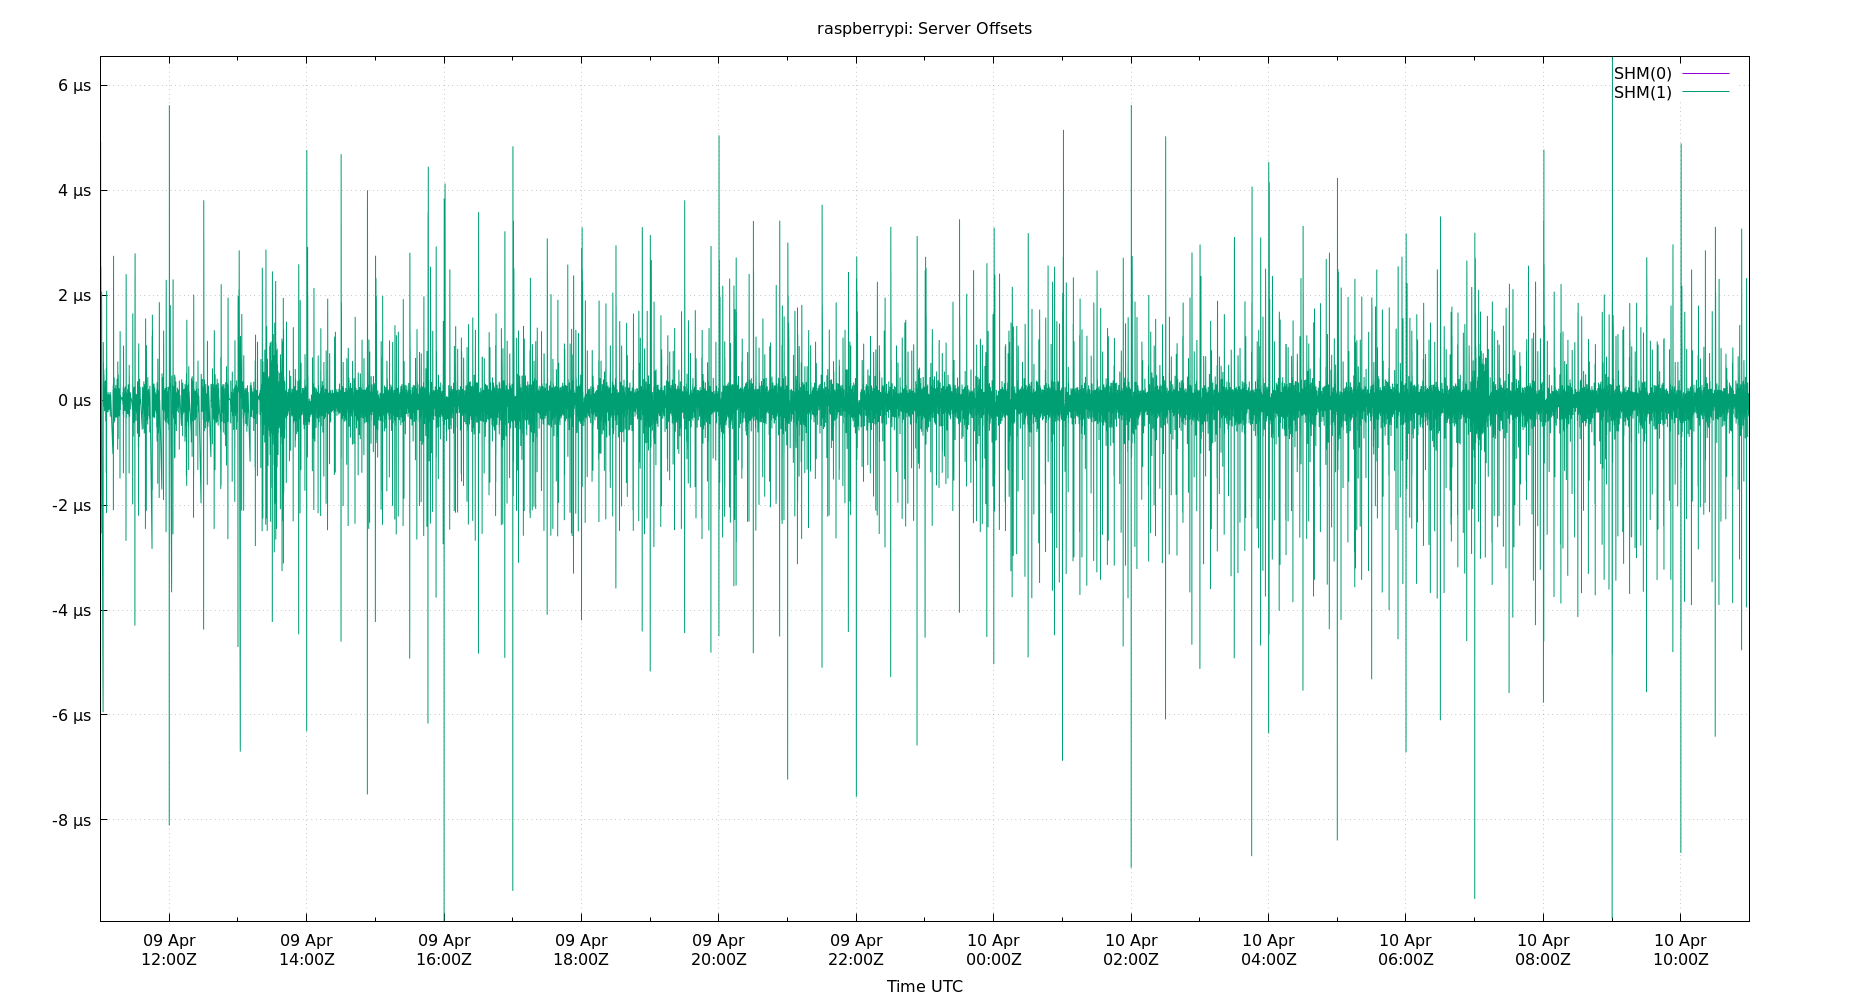 raspberrypi: Server Offsets
SHM(0)
SHM(1)
6 µs
4 µs
2 µs
0 µs
-2 µs
-4 µs
-6 µs
-8 µs
09 Apr 09 Apr 09 Apr 09 Apr 09 Apr 09 Apr 10 Apr 10 Apr 10 Apr 10 Apr 10 Apr 10 Apr
12:00Z 14:00Z 16:00Z 18:00Z 20:00Z 22:00Z 00:00Z 02:00Z 04:00Z 06:00Z 08:00Z 10:00Z
Time UTC